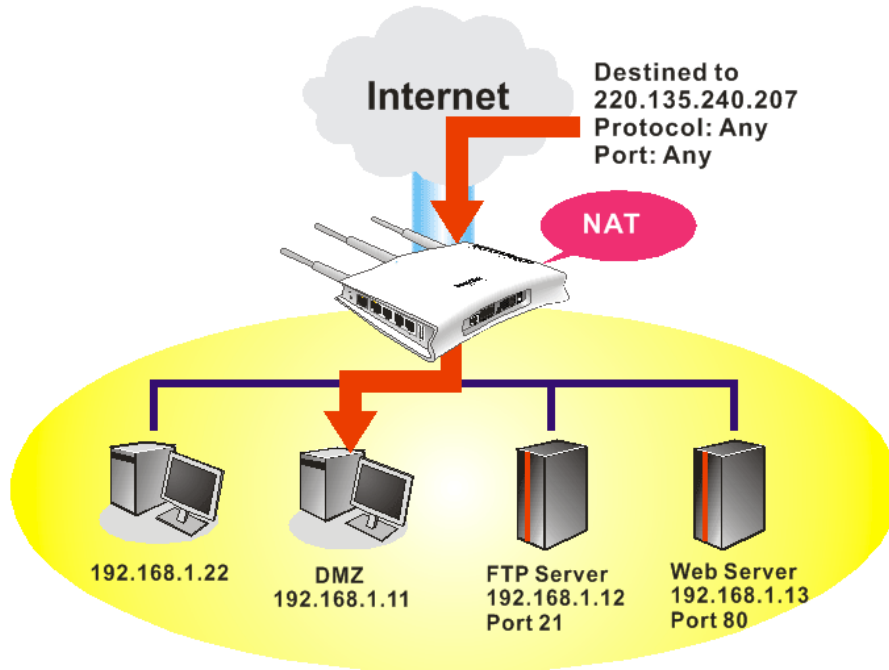 Internet
Destined to
220.135.240.207
Protocol: Any
Port: Any
NAT
192.168.1.22
DMZ
192.168.1.11
FTP Server
192.168.1.12
Port 21
Web Server
192.168.1.13
Port 80